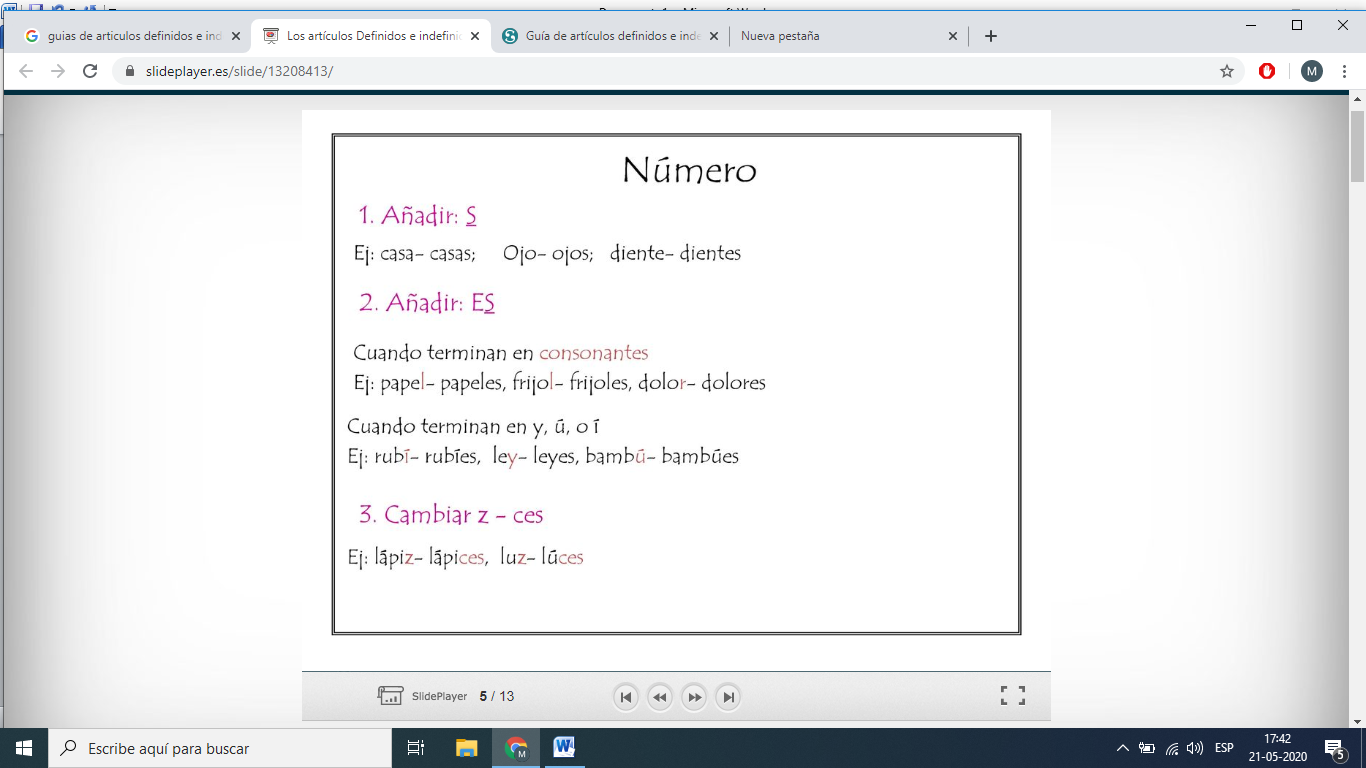 guias de articulos definidos e ind
Los artículos Definidos e indefini
Guía de artículos definidos e inde
Nueva pestaña
slideplayer.es/slide/13208413/
M
Número
1. Añadir: S
Ej: casa- casas; Ojo- ojos; diente- dientes
2. Añadir: ES
Cuando terminan en consonantes
Ej: papel- papeles, frijol- frijoles, dolor- dolores
Cuando terminan en y, ú, o í
Ej: rubí- rubíes, ley- leyes, bambú- bambúes
3. Cambiar z - ces
Ej: lápiz- lápices, luz- lúces
SlidePlayer 5 / 13
Escribe aquí para buscar
ESP
17:42
21-05-2020
5